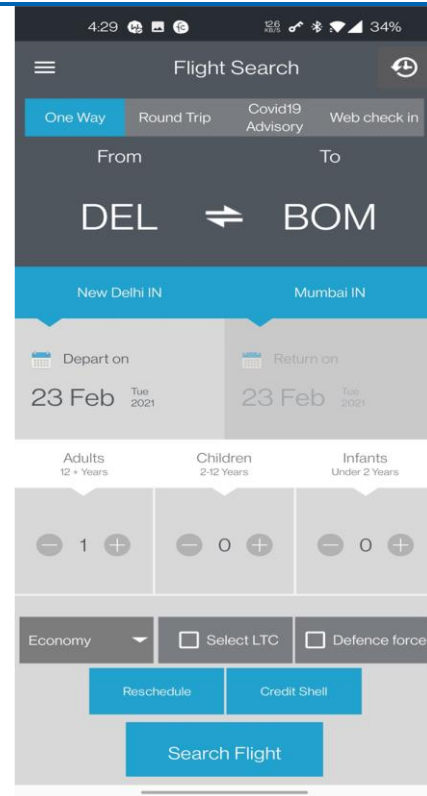 4:29 12.6 KB/S 34%
Flight Search
One Way Round Trip Covid19 Advisory Web check in
From To
DEL BOM
New Delhi IN Mumbai IN
Depart on Return on
23 Feb Tue 2021 23 Feb Tue 2021
Adults Children Infants
12 + Years 2-12 Years Under 2 Years
1 0 0
Economy Select LTC Defence force
Reschedule Credit Shell
Search Flight